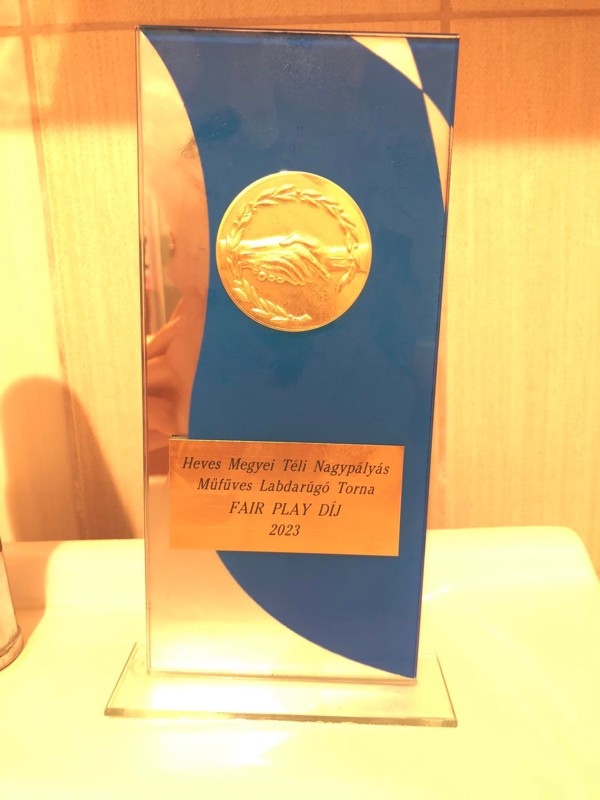 Heves Megyei Téli Nagypályás
Műfüves Labdarúgó Torna
FAIR PLAY DÍJ
2023